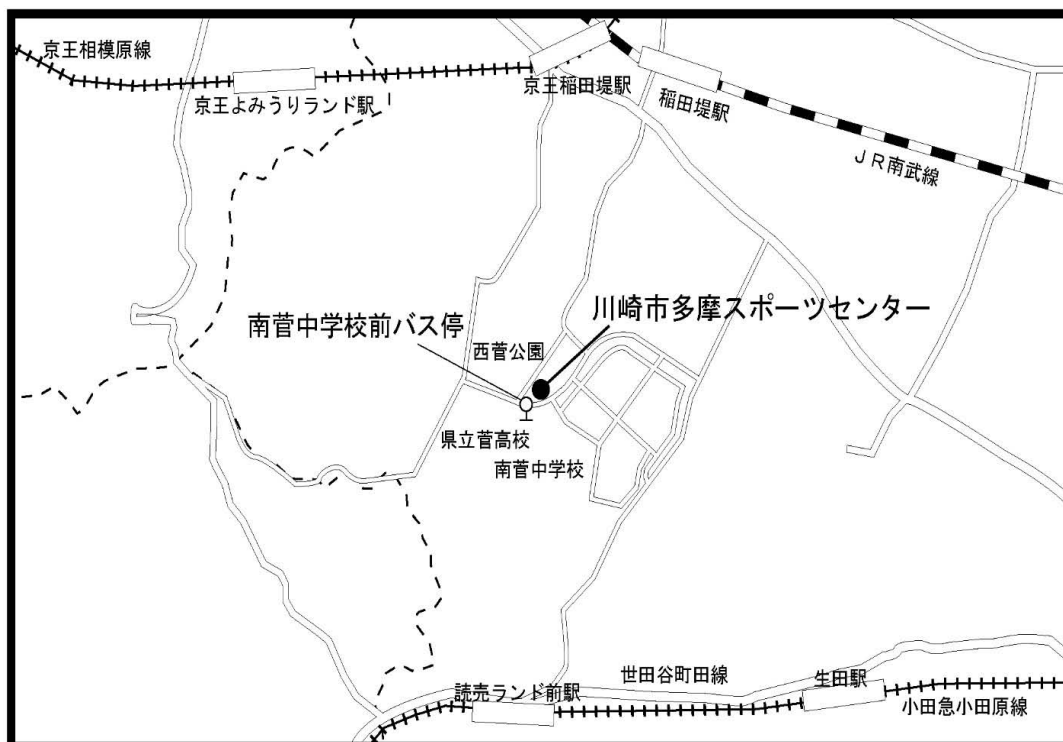 京王相模原線
京王よみうりランド駅
京王稲田堤駅
稲田堤駅
JR南武線
川崎市多摩スポーツセンター
南菅中学校前バス停
西菅公園
県立菅高校
南菅中学校
世田谷町田線
生田駅
読売ランド前駅
小田急小田原線